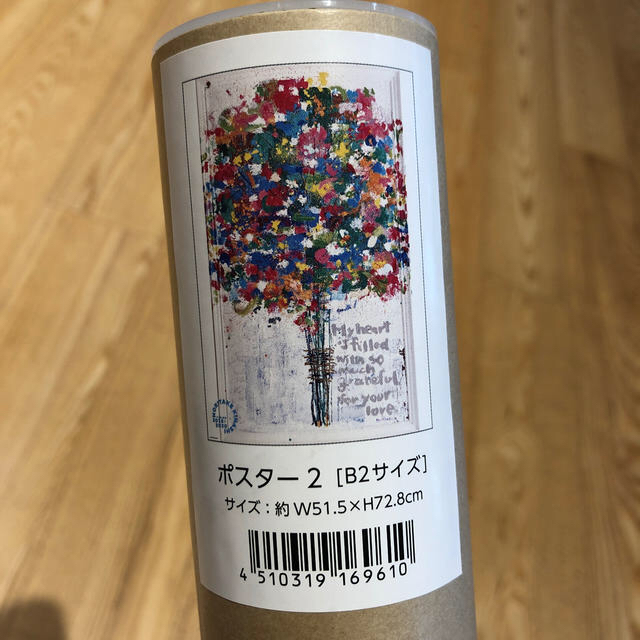 My heart
is filled
with so
much
grateful
for your
love.
ポスター2 [B2サイズ]
サイズ：約 W51.5×H72.8cm
4 510319 169610